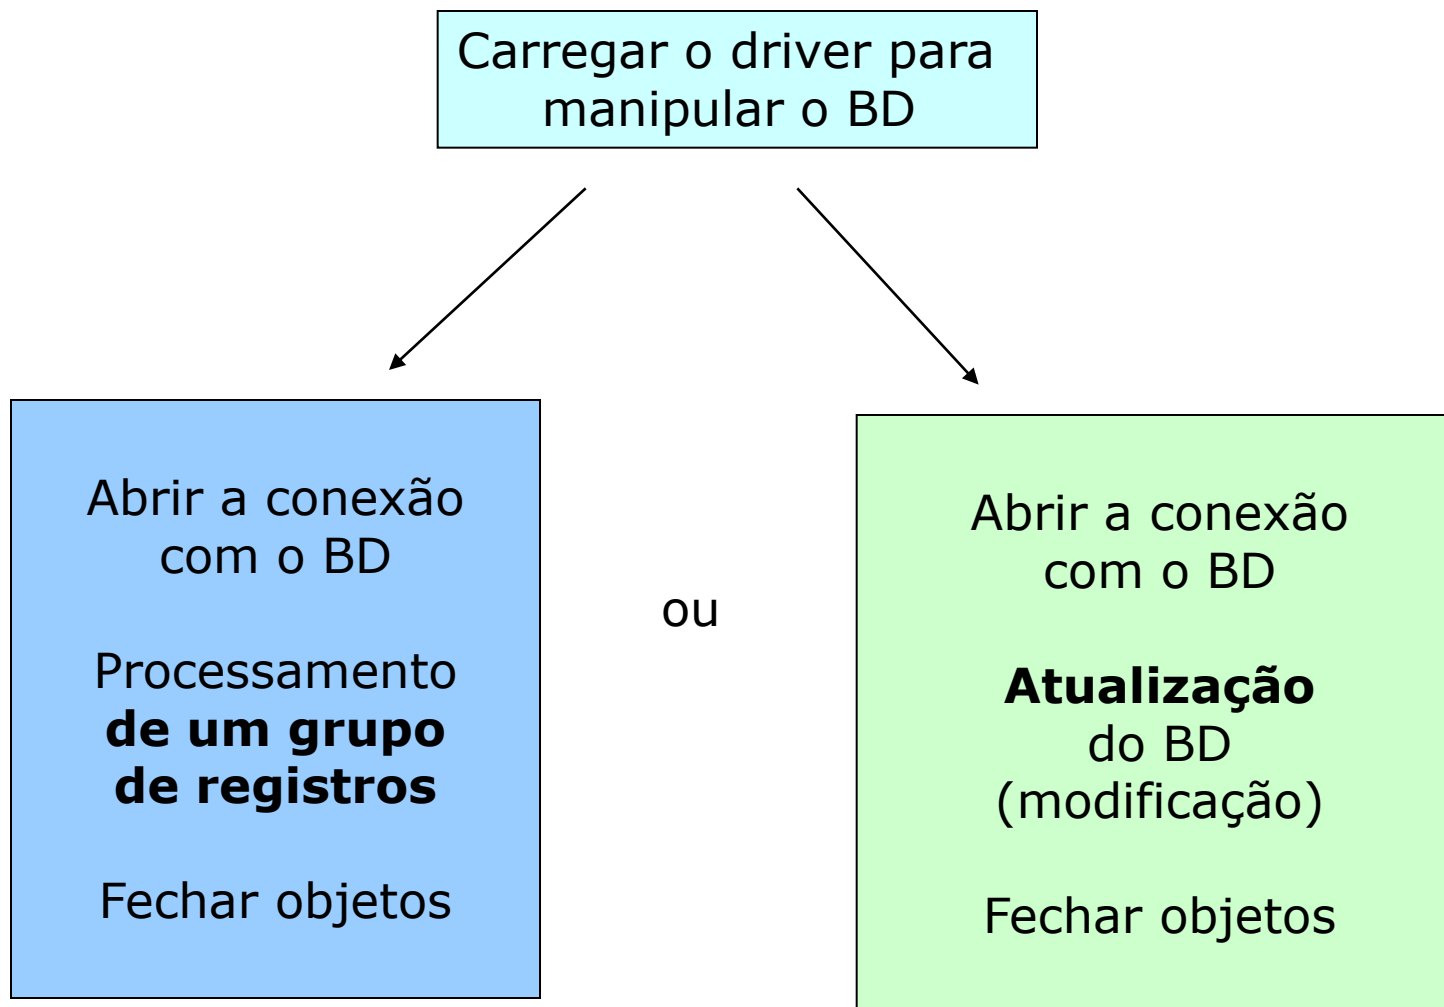 Carregar o driver para
manipular o BD
Abrir a conexão
com o BD
Processamento
de um grupo
de registros
Fechar objetos
ou
Abrir a conexão
com o BD
Atualização
do BD
(modificação)
Fechar objetos